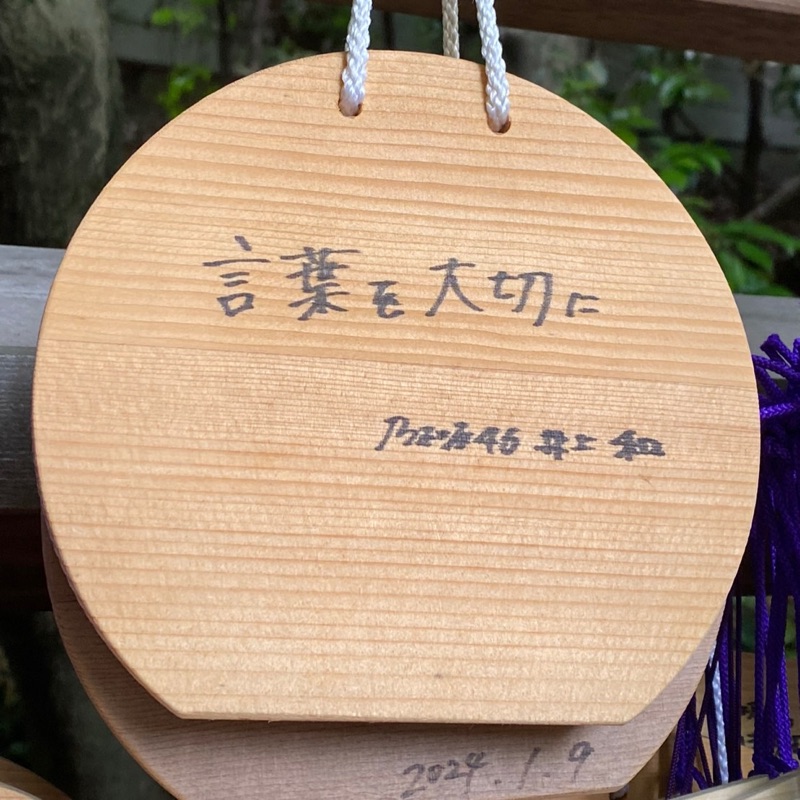 言葉を大切に
乃木坂46 井上 和
2024.1.9